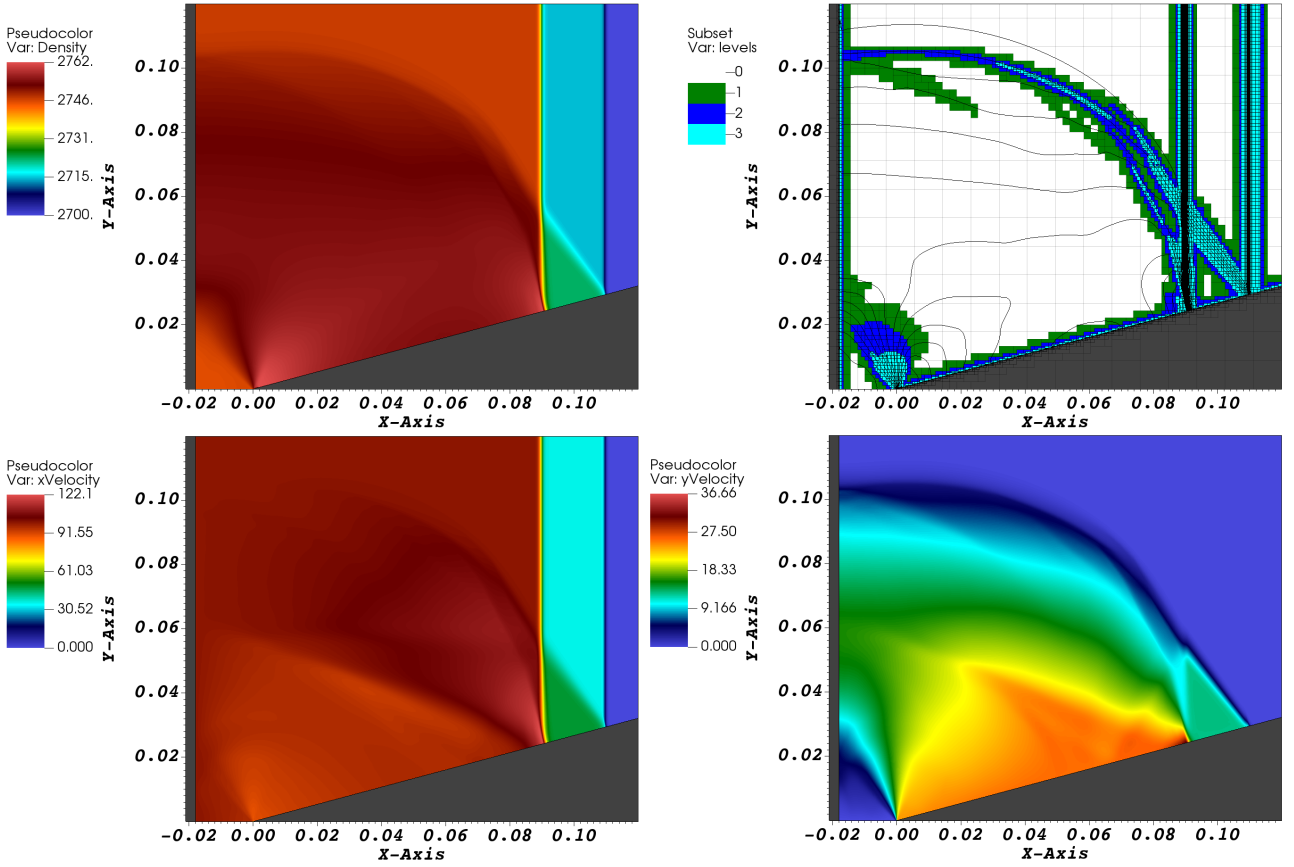 Pseudocolor
Var: Density
2762.
2746.
2731.
2715.
2700.
Y-Axis
0.10
0.08
0.06
0.04
0.02
-0.02 0.00 0.02 0.04 0.06 0.08 0.10
X-Axis
Subset
Var: levels
0
1
2
3
Y-Axis
0.10
0.08
0.06
0.04
0.02
-0.02 0.00 0.02 0.04 0.06 0.08 0.10
X-Axis
Pseudocolor
Var: xVelocity
122.1
91.55
61.03
30.52
0.000
Y-Axis
0.10
0.08
0.06
0.04
0.02
-0.02 0.00 0.02 0.04 0.06 0.08 0.10
X-Axis
Pseudocolor
Var: yVelocity
36.66
27.50
18.33
9.166
0.000
Y-Axis
0.10
0.08
0.06
0.04
0.02
-0.02 0.00 0.02 0.04 0.06 0.08 0.10
X-Axis